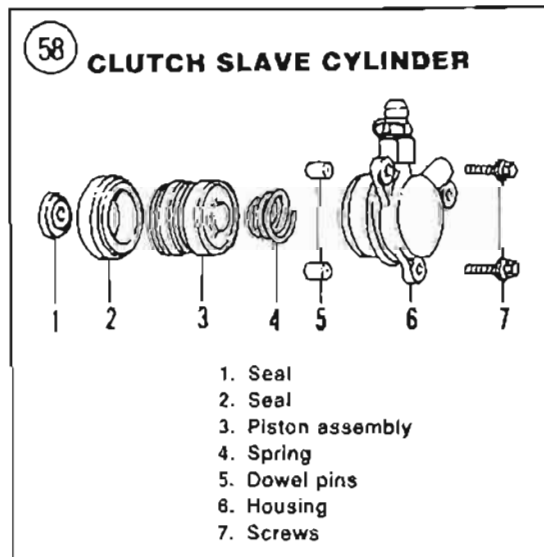 58
CLUTCH SLAVE CYLINDER
1 2 3 4 5 6 7
1. Seal
2. Seal
3. Piston assembly
4. Spring
5. Dowel pins
6. Housing
7. Screws